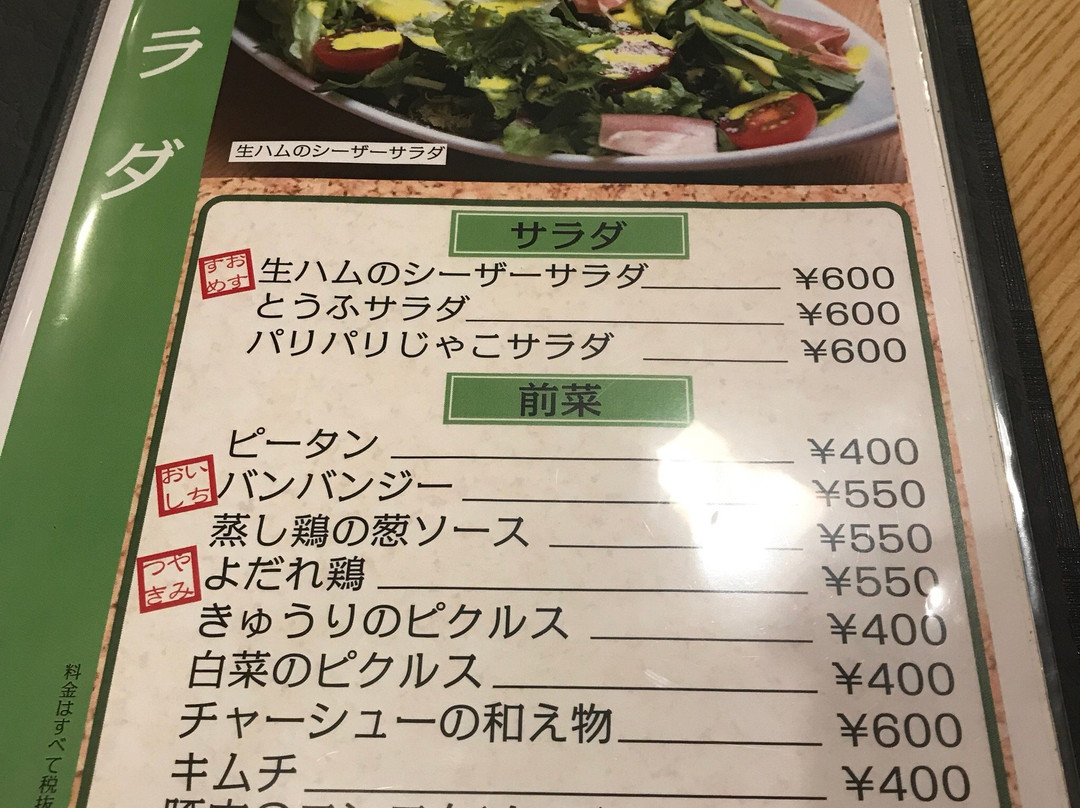 ラダ
生ハムのシーザーサラダ
サラダ
おすすめ
生ハムのシーザーサラダ ¥600
とうふサラダ ¥600
パリパリじゃこサラダ ¥600
前菜
ピータン ¥400
いちおし
バンバンジー ¥550
蒸し鶏の葱ソース ¥550
やみつき
よだれ鶏 ¥550
きゅうりのピクルス ¥400
白菜のピクルス ¥400
チャーシューの和え物 ¥600
キムチ ¥400
料金はすべて税抜